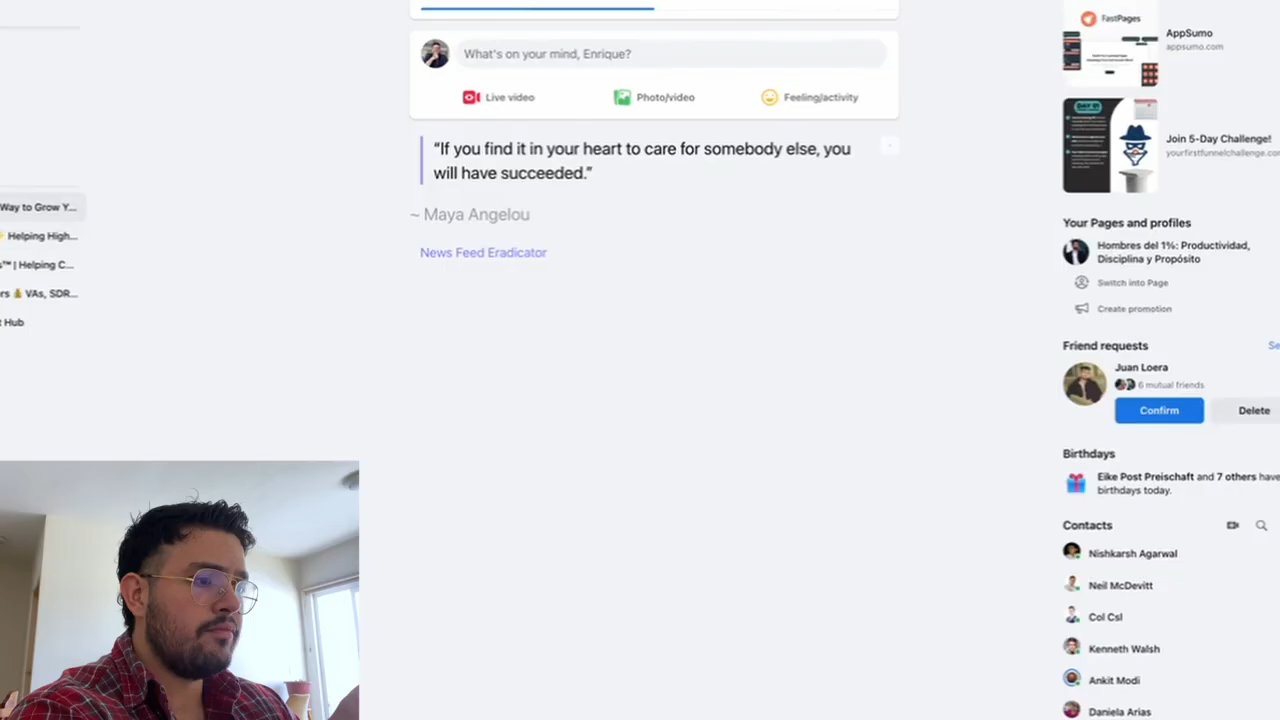 Way to Grow Y...
Helping High...
s™ | Helping C...
rs 💰 VAs, SDR...
t Hub
What's on your mind, Enrique?
Live video
Photo/video
Feeling/activity
“If you find it in your heart to care for somebody else, you
will have succeeded.”
~ Maya Angelou
News Feed Eradicator
FastPages
AppSumo
appsumo.com
DAY 01
Join 5-Day Challenge!
yourfirstfunnelchallenge.com
Your Pages and profiles
Hombres del 1%: Productividad,
Disciplina y Propósito
Switch into Page
Create promotion
Friend requests
Se
Juan Loera
6 mutual friends
Confirm
Delete
Birthdays
Eike Post Preischaft and 7 others have
birthdays today.
Contacts
Nishkarsh Agarwal
Neil McDevitt
Col Csl
Kenneth Walsh
Ankit Modi
Daniela Arias